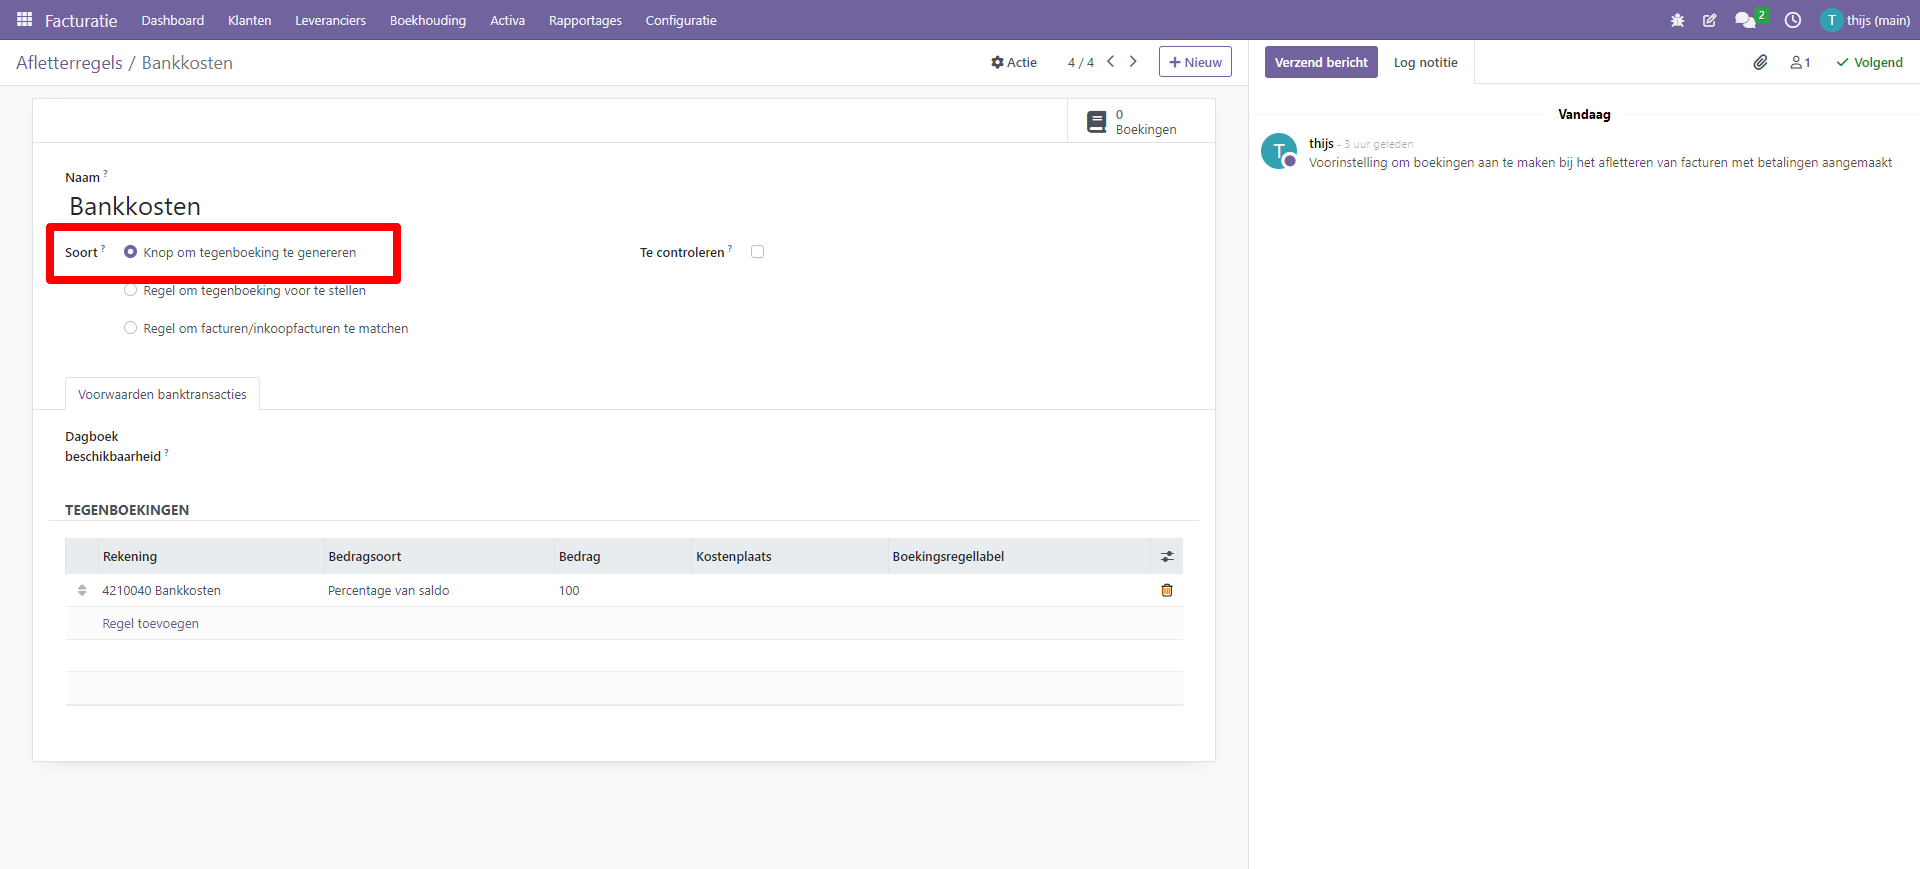 Facturatie Dashboard Klanten Leveranciers Boekhouding Activa Rapportages Configuratie 2 T thijs (main)
Afletterregels / Bankkosten Actie 4 / 4 Nieuw Verzend bericht Log notitie 1 Volgend
0
Boekingen
Vandaag
T thijs - 3 uur geleden
Voorinstelling om boekingen aan te maken bij het afletteren van facturen met betalingen aangemaakt
Naam ?
Bankkosten
Soort ? Knop om tegenboeking te genereren Te controleren ?
Regel om tegenboeking voor te stellen
Regel om facturen/inkoopfacturen te matchen
Voorwaarden banktransacties
Dagboek
beschikbaarheid ?
TEGENBOEKINGEN
Rekening Bedragsoort Bedrag Kostenplaats Boekingsregellabel
4210040 Bankkosten Percentage van saldo 100
Regel toevoegen